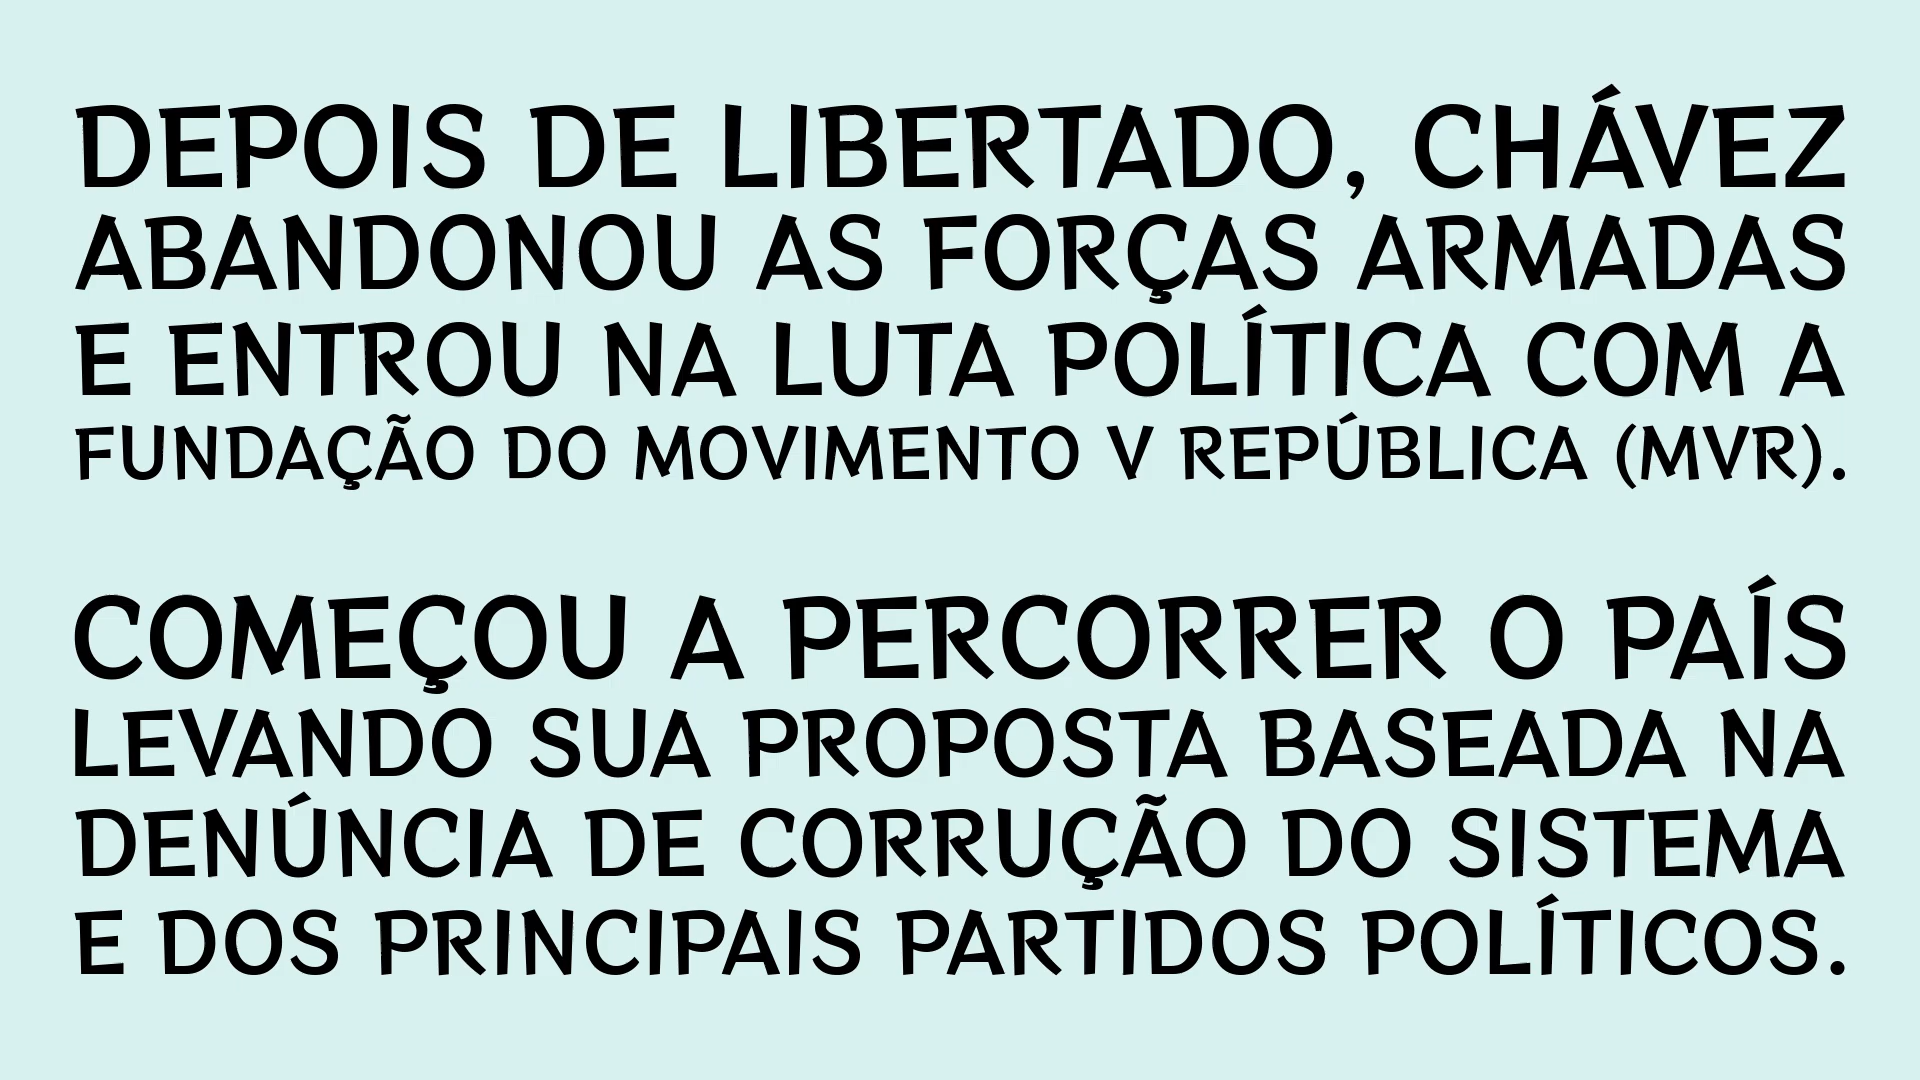 DEPOIS DE LIBERTADO, CHÁVEZ
ABANDONOU AS FORÇAS ARMADAS
E ENTROU NA LUTA POLÍTICA COM A
FUNDAÇÃO DO MOVIMENTO V REPÚBLICA (MVR).
COMEÇOU A PERCORRER O PAÍS
LEVANDO SUA PROPOSTA BASEADA NA
DENÚNCIA DE CORRUÇÃO DO SISTEMA
E DOS PRINCIPAIS PARTIDOS POLÍTICOS.